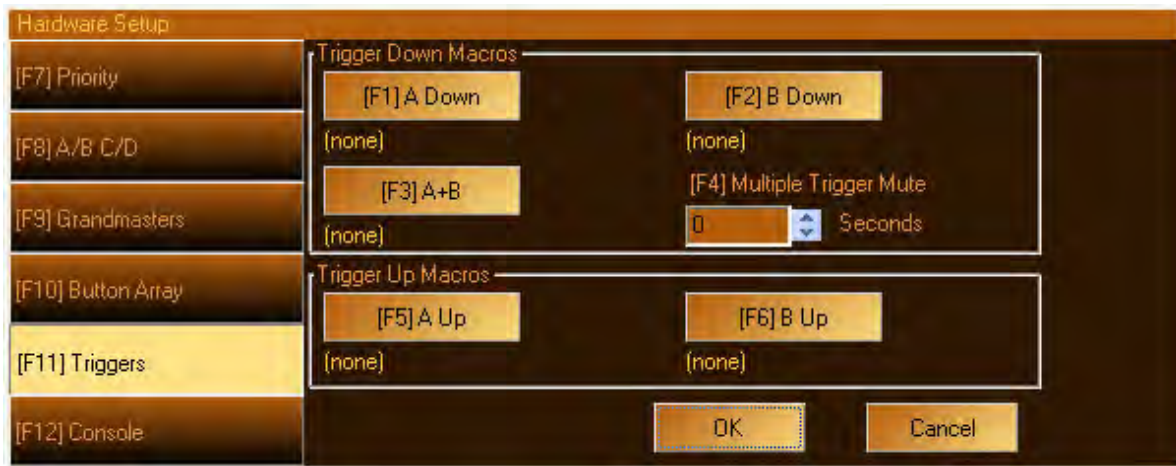 Hardware Setup
[F7] Priority
[F8] A/B C/D
[F9] Grandmasters
[F10] Button Array
[F11] Triggers
[F12] Console
Trigger Down Macros
[F1] A Down
(none)
[F2] B Down
(none)
[F3] A+B
(none)
[F4] Multiple Trigger Mute
0 Seconds
Trigger Up Macros
[F5] A Up
(none)
[F6] B Up
(none)
OK
Cancel